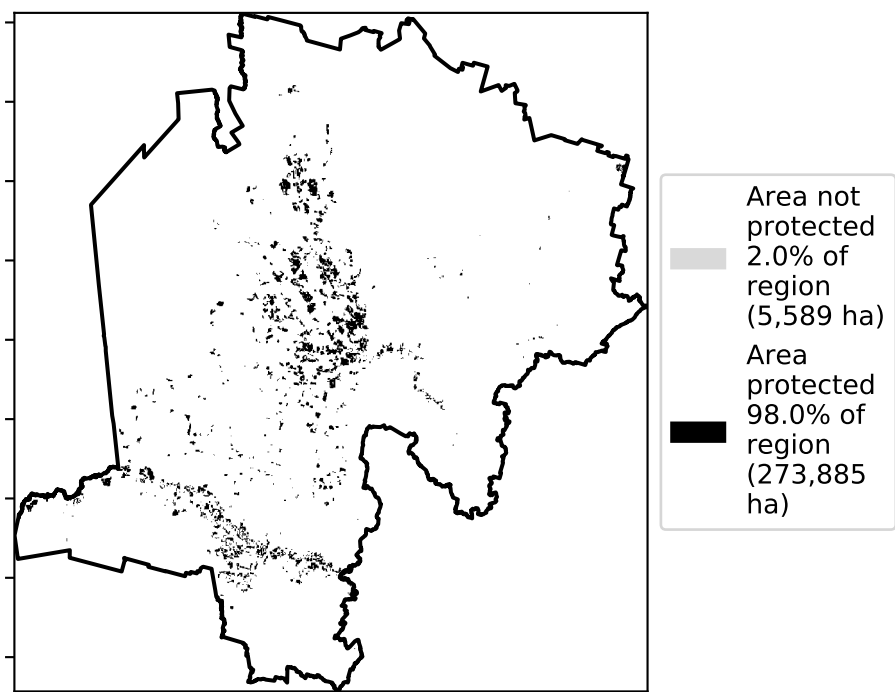 Area not
protected
2.0% of
region
(5,589 ha)
Area
protected
98.0% of
region
(273,885
ha)